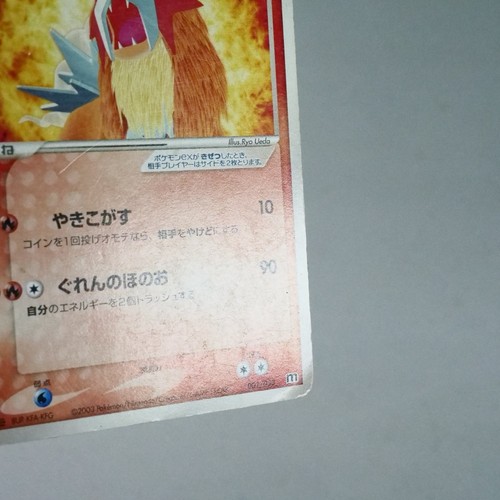 ね
Illus.Ryo Ueda
ポケモンexがきぜつしたとき、
相手プレイヤーはサイドを2枚とります。
やきこがす 10
コインを1回投げオモテなら、相手をやけどにする
ぐれんのほのお 90
自分のエネルギーを2個トラッシュする
弱点
©2003 Pokémon/Nintendo/
m